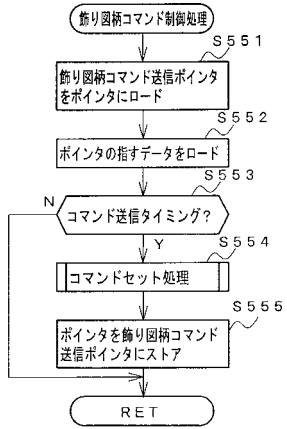 飾り図柄コマンド制御処理
S551
飾り図柄コマンド送信ポインタ
をポインタにロード
S552
ポインタの指すデータをロード
S553
N
コマンド送信タイミング?
Y
S554
コマンドセット処理
S555
ポインタを飾り図柄コマンド
送信ポインタにストア
RET